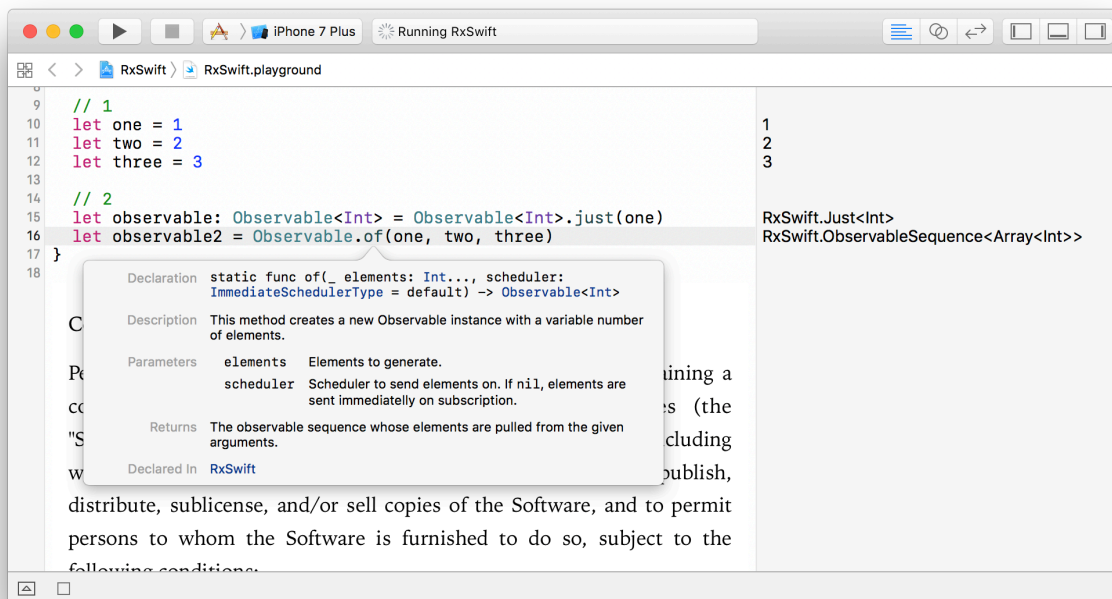 iPhone 7 Plus
Running RxSwift
RxSwift
RxSwift.playground
9 // 1
10 let one = 1
1
11 let two = 2
2
12 let three = 3
3
13
14 // 2
15 let observable: Observable<Int> = Observable<Int>.just(one)
RxSwift.Just<Int>
16 let observable2 = Observable.of(one, two, three)
RxSwift.ObservableSequence<Array<Int>>
17 }
18
Declaration static func of(_ elements: Int..., scheduler:
ImmediateSchedulerType = default) -> Observable<Int>
Description This method creates a new Observable instance with a variable number
of elements.
Parameters elements Elements to generate.
scheduler Scheduler to send elements on. If nil, elements are
sent immediatelly on subscription.
Returns The observable sequence whose elements are pulled from the given
arguments.
Declared In RxSwift
C
Pe
aining a
co
es (the
"S
cluding
w
publish,
distribute, sublicense, and/or sell copies of the Software, and to permit
persons to whom the Software is furnished to do so, subject to the
following conditions: